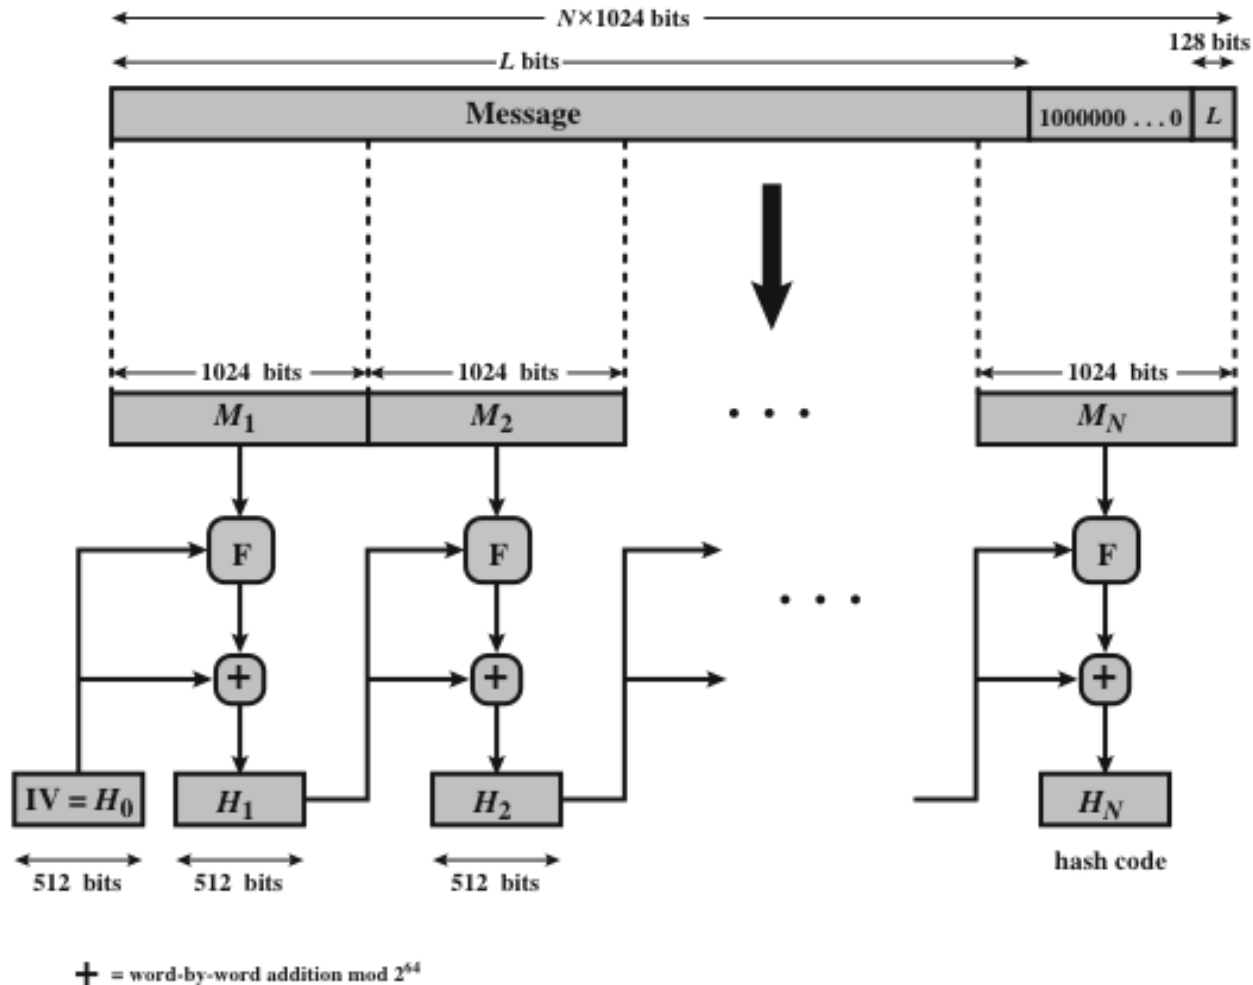 N×1024 bits
128 bits
L bits
Message 1000000 . . . 0 L
1024 bits 1024 bits 1024 bits
M1 M2 . . . MN
F F F
. . .
+ + +
IV = H0 H1 H2 HN
hash code
512 bits 512 bits 512 bits
+ = word-by-word addition mod 2^64